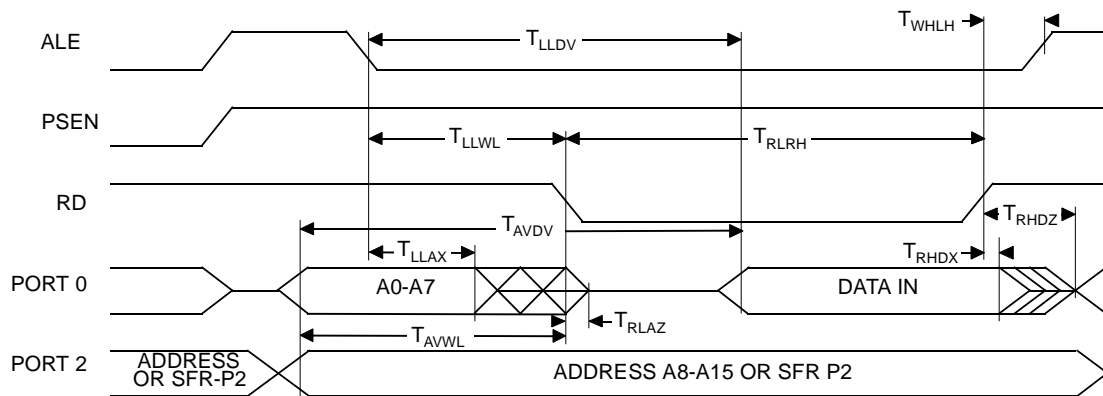 ALE
T_LLDV
T_WHLH
PSEN
T_LLWL
T_RLRH
RD
T_AVDV
T_RHDZ
T_LLAX
T_RHDX
PORT 0
A0-A7
DATA IN
T_RLAZ
T_AVWL
PORT 2
ADDRESS
OR SFR-P2
ADDRESS A8-A15 OR SFR P2